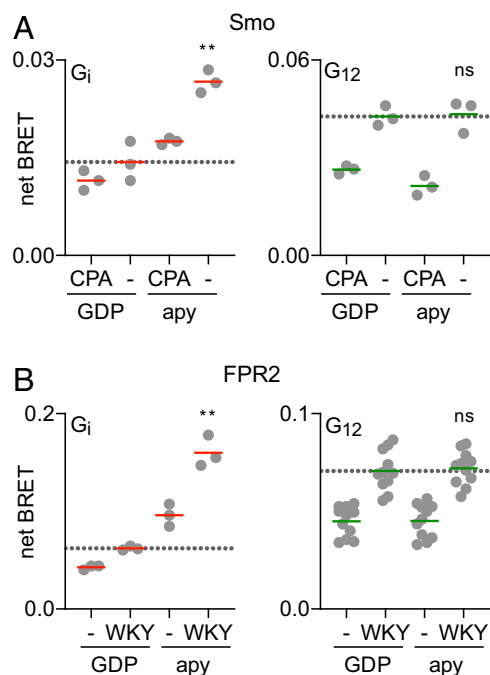 A
Smo
net BRET
0.03
0.00
Gi
**
CPA - CPA -
GDP apy
0.06
0.00
G12
ns
CPA - CPA -
GDP apy
B
FPR2
net BRET
0.2
0.0
Gi
**
- WKY - WKY
GDP apy
0.1
0.0
G12
ns
- WKY - WKY
GDP apy